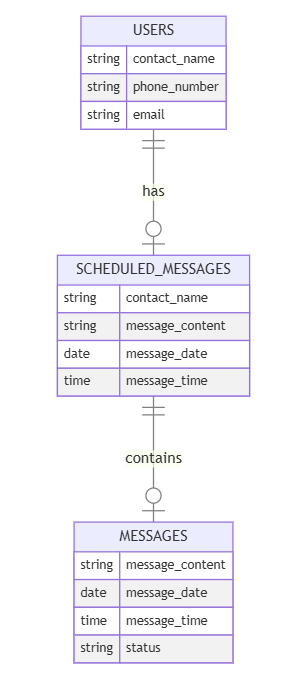 USERS
string contact_name
string phone_number
string email
has
SCHEDULED_MESSAGES
string contact_name
string message_content
date message_date
time message_time
contains
MESSAGES
string message_content
date message_date
time message_time
string status